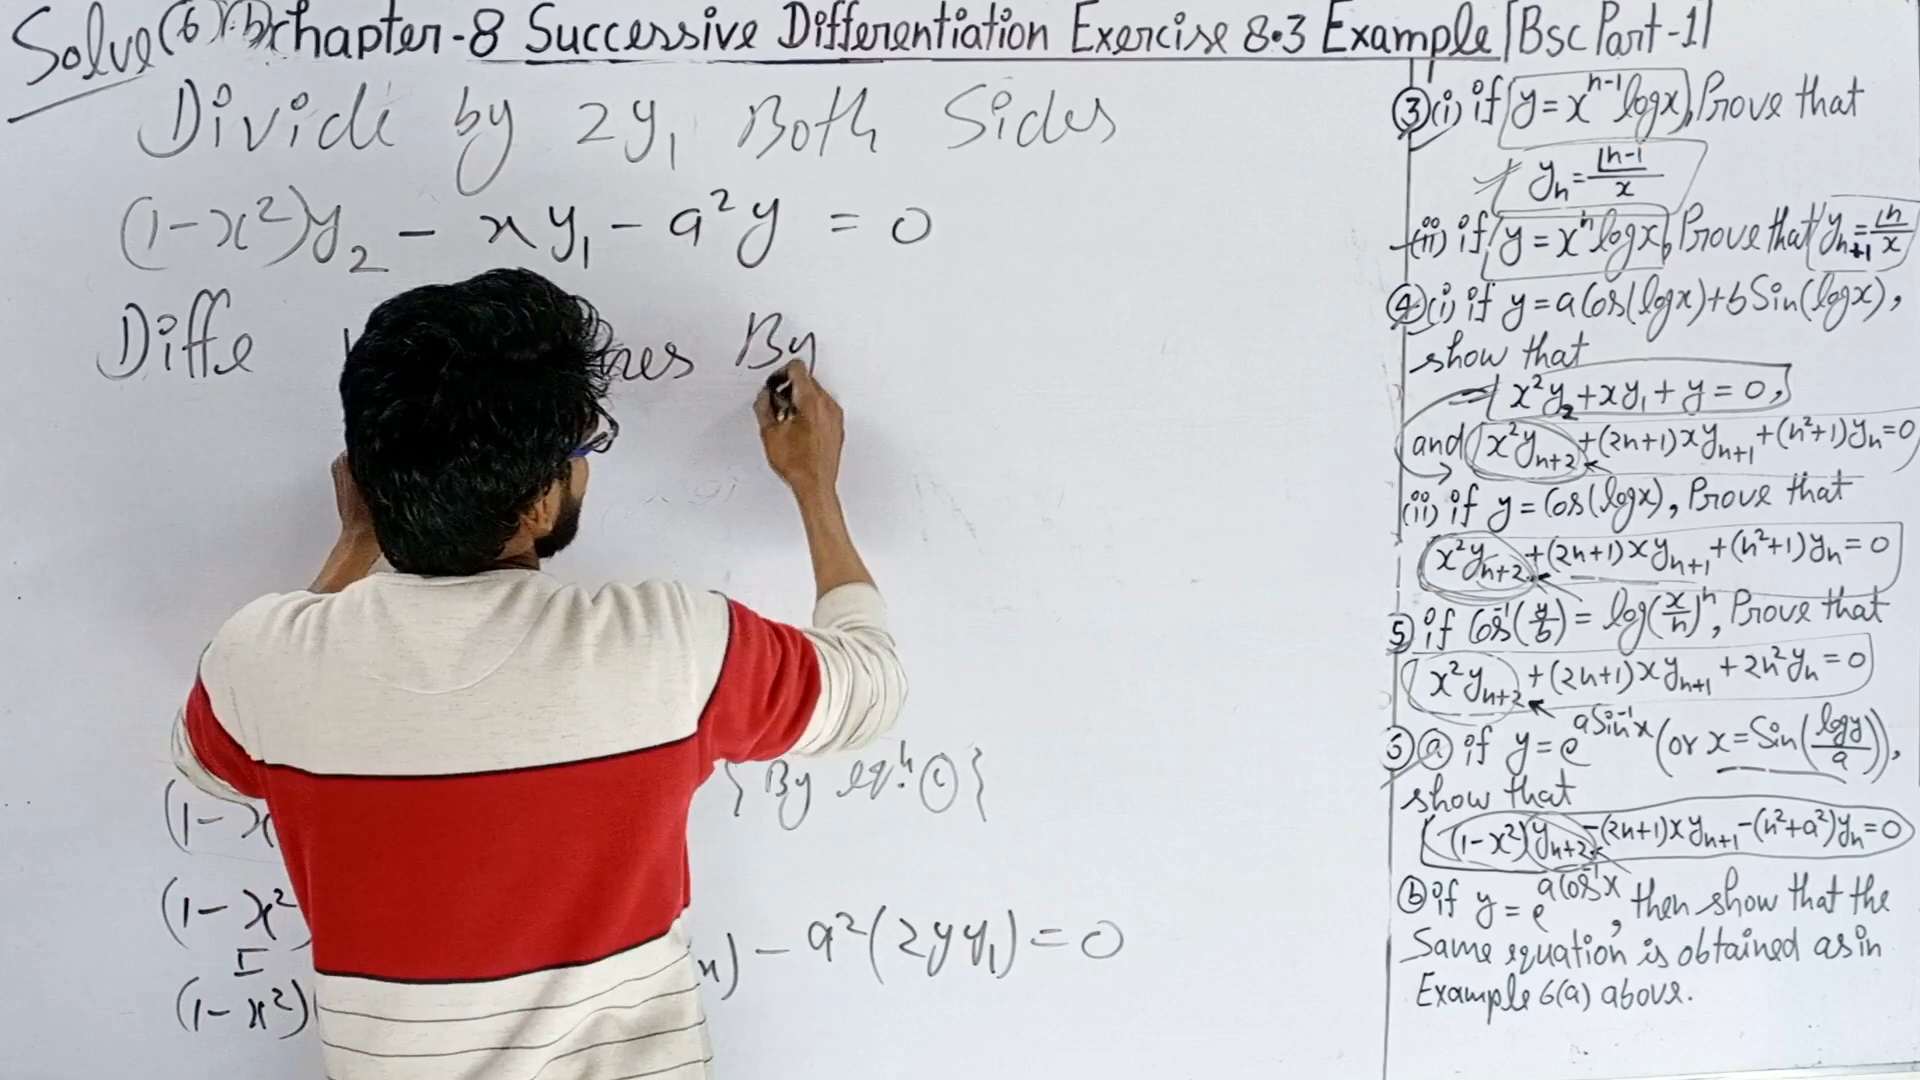 Solve (6)(b) Chapter-8 Successive Differentiation Exercise 8.3 Example [Bsc Part-1]
Divide by 2y₁ Both Sides
(1-x²)y₂ - xy₁ - a²y = 0
Diffe By
(1-x {By eqⁿ. ①}
(1-x²
I
(1-x²) x) - a²(2yy₁) = 0
③(i) if y = xⁿ⁻¹logx, Prove that
yₙ = |n-1 / x
(ii) if y = xⁿlogx, Prove that yₙ₊₁ = |n / x
④(i) if y = a Cos(logx) + b Sin(logx),
show that
x²y₂ + xy₁ + y = 0,
and x²yₙ₊₂ + (2n+1)xyₙ₊₁ + (n²+1)yₙ = 0
(ii) if y = Cos(logx), Prove that
x²yₙ₊₂ + (2n+1)xyₙ₊₁ + (n²+1)yₙ = 0
⑤ if Cos⁻¹(y/b) = log(x/n)ⁿ, Prove that
x²yₙ₊₂ + (2n+1)xyₙ₊₁ + 2n²yₙ = 0
⑥ⓐ if y = e^(a Sin⁻¹x) (or x = Sin(logy/a)),
show that
(1-x²)yₙ₊₂ - (2n+1)xyₙ₊₁ - (n²+a²)yₙ = 0
ⓑ if y = e^(a Cos⁻¹x), then show that the
Same equation is obtained as in
Example 6(a) above.